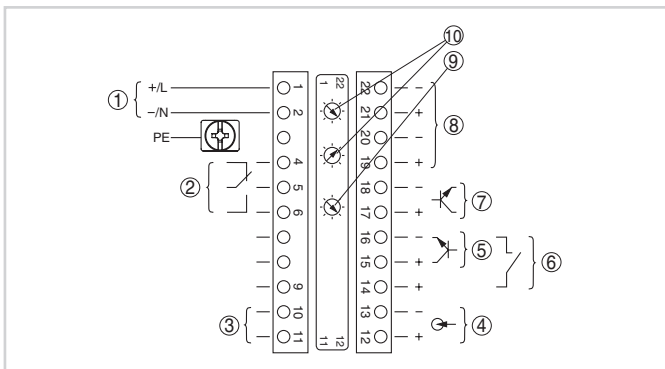 ⑩
⑨
① +/L 1 1 22 22 −
−/N 2 21 + ⑧
PE 20 −
② 4 19 +
5 18 − ⑦
6 17 +
16 − ⑤ ⑥
15 +
9 14 +
③ 10 13 − ④
11 11 12 12 +